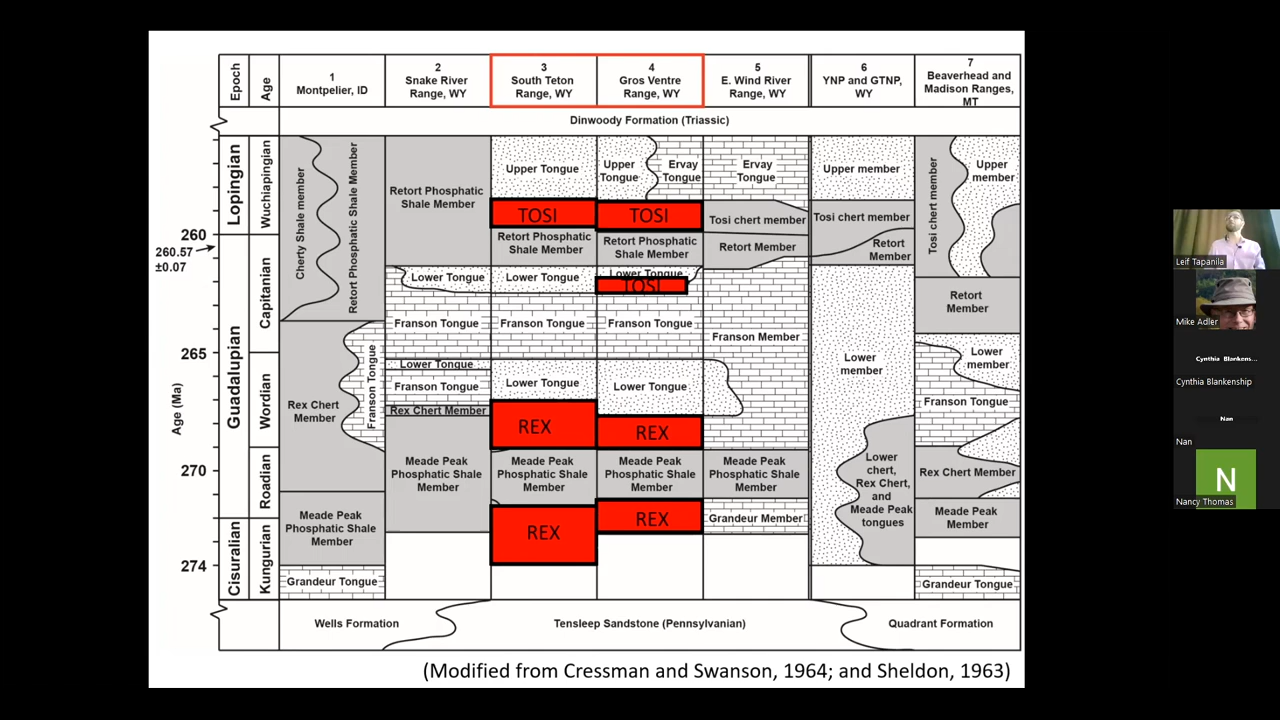 Epoch
Age
1
Montpelier, ID
2
Snake River
Range, WY
3
South Teton
Range, WY
4
Gros Ventre
Range, WY
5
E. Wind River
Range, WY
6
YNP and GTNP,
WY
7
Beaverhead and
Madison Ranges,
MT
Dinwoody Formation (Triassic)
Age (Ma)
260
260.57
±0.07
265
270
274
Lopingian
Guadalupian
Cisuralian
Wuchiapingian
Capitanian
Wordian
Roadian
Kungurian
Cherty Shale member
Retort Phosphatic Shale Member
Franson Tongue
Rex Chert
Member
Meade Peak
Phosphatic Shale
Member
Grandeur Tongue
Retort Phosphatic
Shale Member
Lower Tongue
Franson Tongue
Lower Tongue
Franson Tongue
Rex Chert Member
Meade Peak
Phosphatic Shale
Member
Upper Tongue
TOSI
Retort Phosphatic
Shale Member
Lower Tongue
Franson Tongue
Lower Tongue
REX
Meade Peak
Phosphatic Shale
Member
REX
Upper
Tongue
Ervay
Tongue
TOSI
Retort Phosphatic
Shale Member
Lower Tongue
TOSI
Franson Tongue
Lower Tongue
REX
Meade Peak
Phosphatic Shale
Member
REX
Ervay
Tongue
Tosi chert member
Retort Member
Franson Member
Meade Peak
Phosphatic Shale
Member
Grandeur Member
Upper member
Tosi chert member
Retort
Member
Lower
member
Lower
chert,
Rex Chert,
and
Meade Peak
tongues
Tosi chert member
Upper
member
Retort
Member
Lower
member
Franson Tongue
Rex Chert Member
Meade Peak
Member
Grandeur Tongue
Wells Formation
Tensleep Sandstone (Pennsylvanian)
Quadrant Formation
(Modified from Cressman and Swanson, 1964; and Sheldon, 1963)
Leif Tapanila
Mike Adler
Cynthia Blankens...
Cynthia Blankenship
Nan
Nan
N
Nancy Thomas